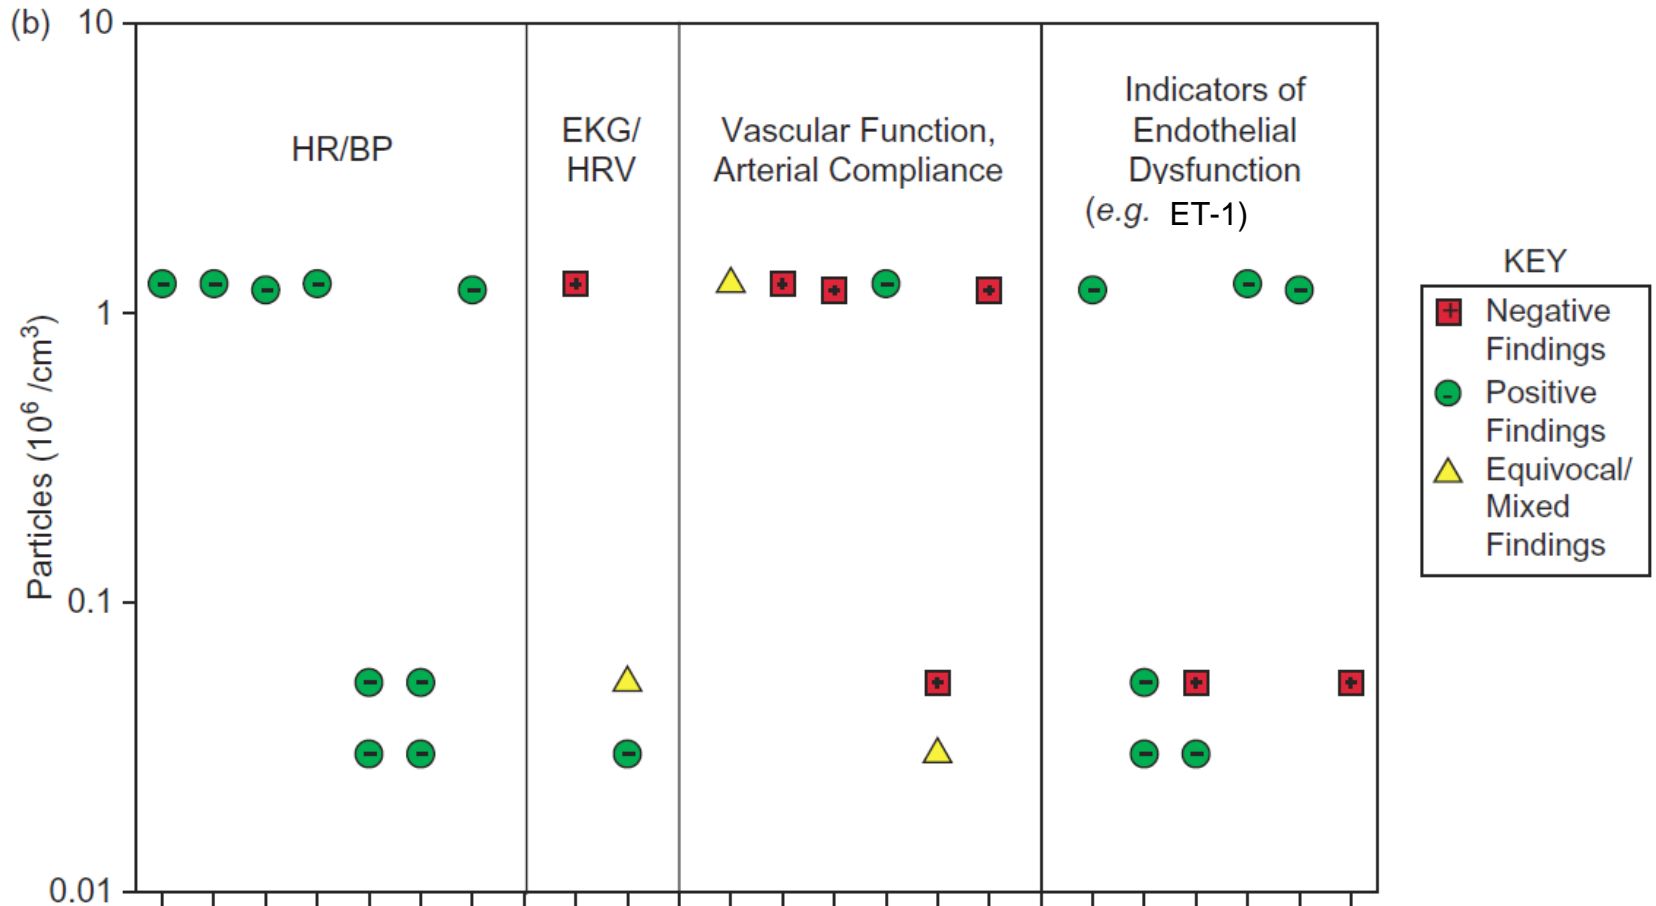 (b)
10
1
0.1
0.01
Particles (10⁶ /cm³)
HR/BP
EKG/
HRV
Vascular Function,
Arterial Compliance
Indicators of
Endothelial
Dysfunction
(e.g. ET-1)
KEY
Negative
Findings
Positive
Findings
Equivocal/
Mixed
Findings